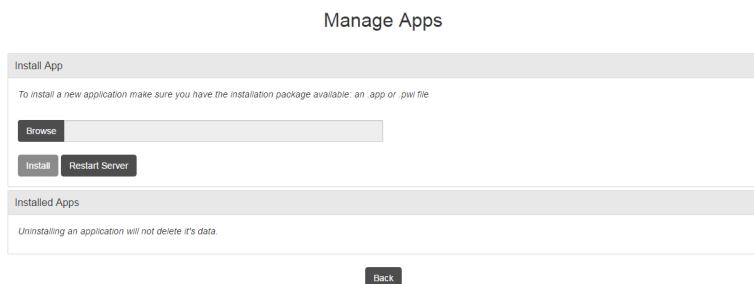 Manage Apps
Install App
To install a new application make sure you have the installation package available: an .app or .pwi file
Browse
Install Restart Server
Installed Apps
Uninstalling an application will not delete it's data.
Back